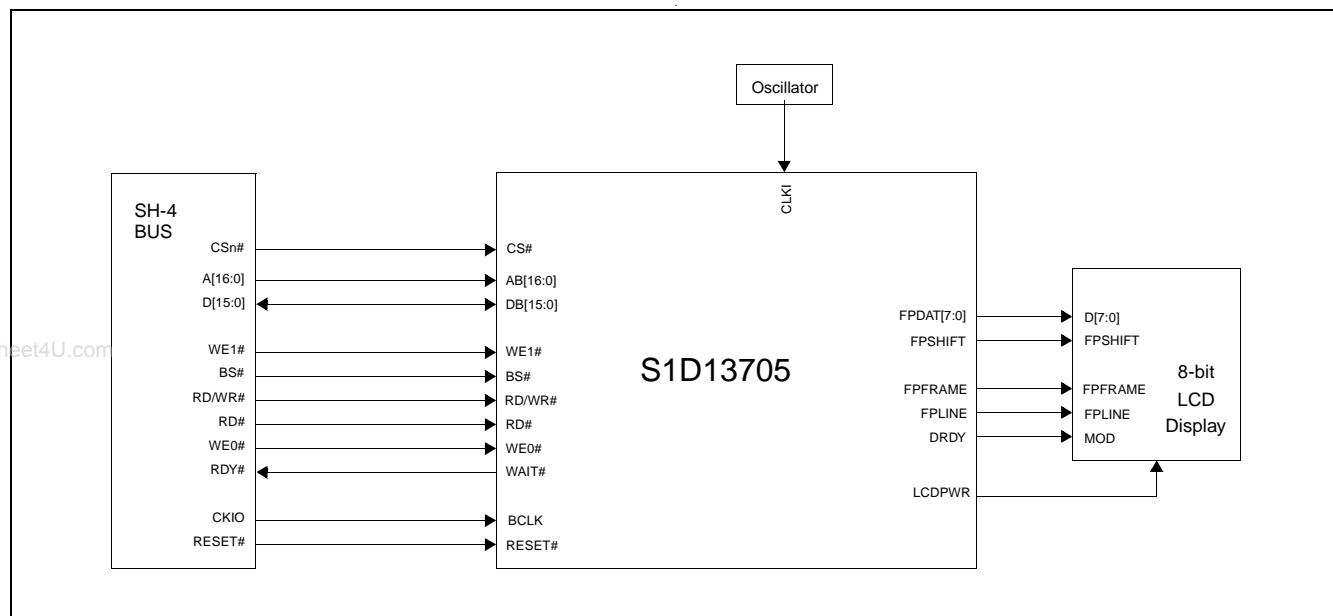 Oscillator
CLKI
SH-4
BUS
CSn#
A[16:0]
D[15:0]
WE1#
BS#
RD/WR#
RD#
WE0#
RDY#
CKIO
RESET#
CS#
AB[16:0]
DB[15:0]
WE1#
BS#
RD/WR#
RD#
WE0#
WAIT#
BCLK
RESET#
S1D13705
FPDAT[7:0]
FPSHIFT
FPFRAME
FPLINE
DRDY
LCDPWR
D[7:0]
FPSHIFT
FPFRAME
FPLINE
MOD
8-bit
LCD
Display
neet4U.com